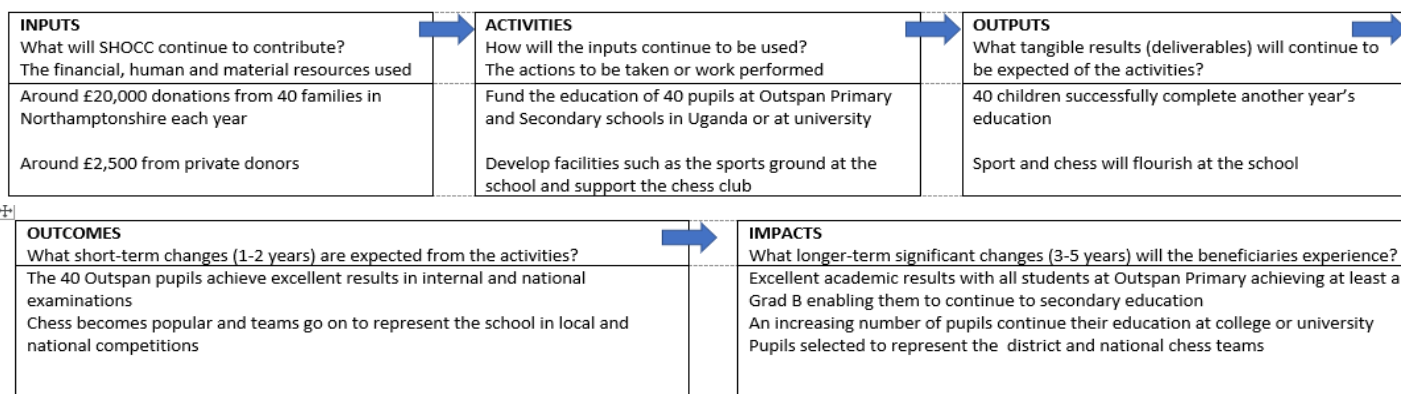 INPUTS
What will SHOCC continue to contribute?
The financial, human and material resources used
Around £20,000 donations from 40 families in
Northamptonshire each year
Around £2,500 from private donors
ACTIVITIES
How will the inputs continue to be used?
The actions to be taken or work performed
Fund the education of 40 pupils at Outspan Primary
and Secondary schools in Uganda or at university
Develop facilities such as the sports ground at the
school and support the chess club
OUTPUTS
What tangible results (deliverables) will continue to
be expected of the activities?
40 children successfully complete another year's
education
Sport and chess will flourish at the school
OUTCOMES
What short-term changes (1-2 years) are expected from the activities?
The 40 Outspan pupils achieve excellent results in internal and national
examinations
Chess becomes popular and teams go on to represent the school in local and
national competitions
IMPACTS
What longer-term significant changes (3-5 years) will the beneficiaries experience?
Excellent academic results with all students at Outspan Primary achieving at least a
Grad B enabling them to continue to secondary education
An increasing number of pupils continue their education at college or university
Pupils selected to represent the district and national chess teams